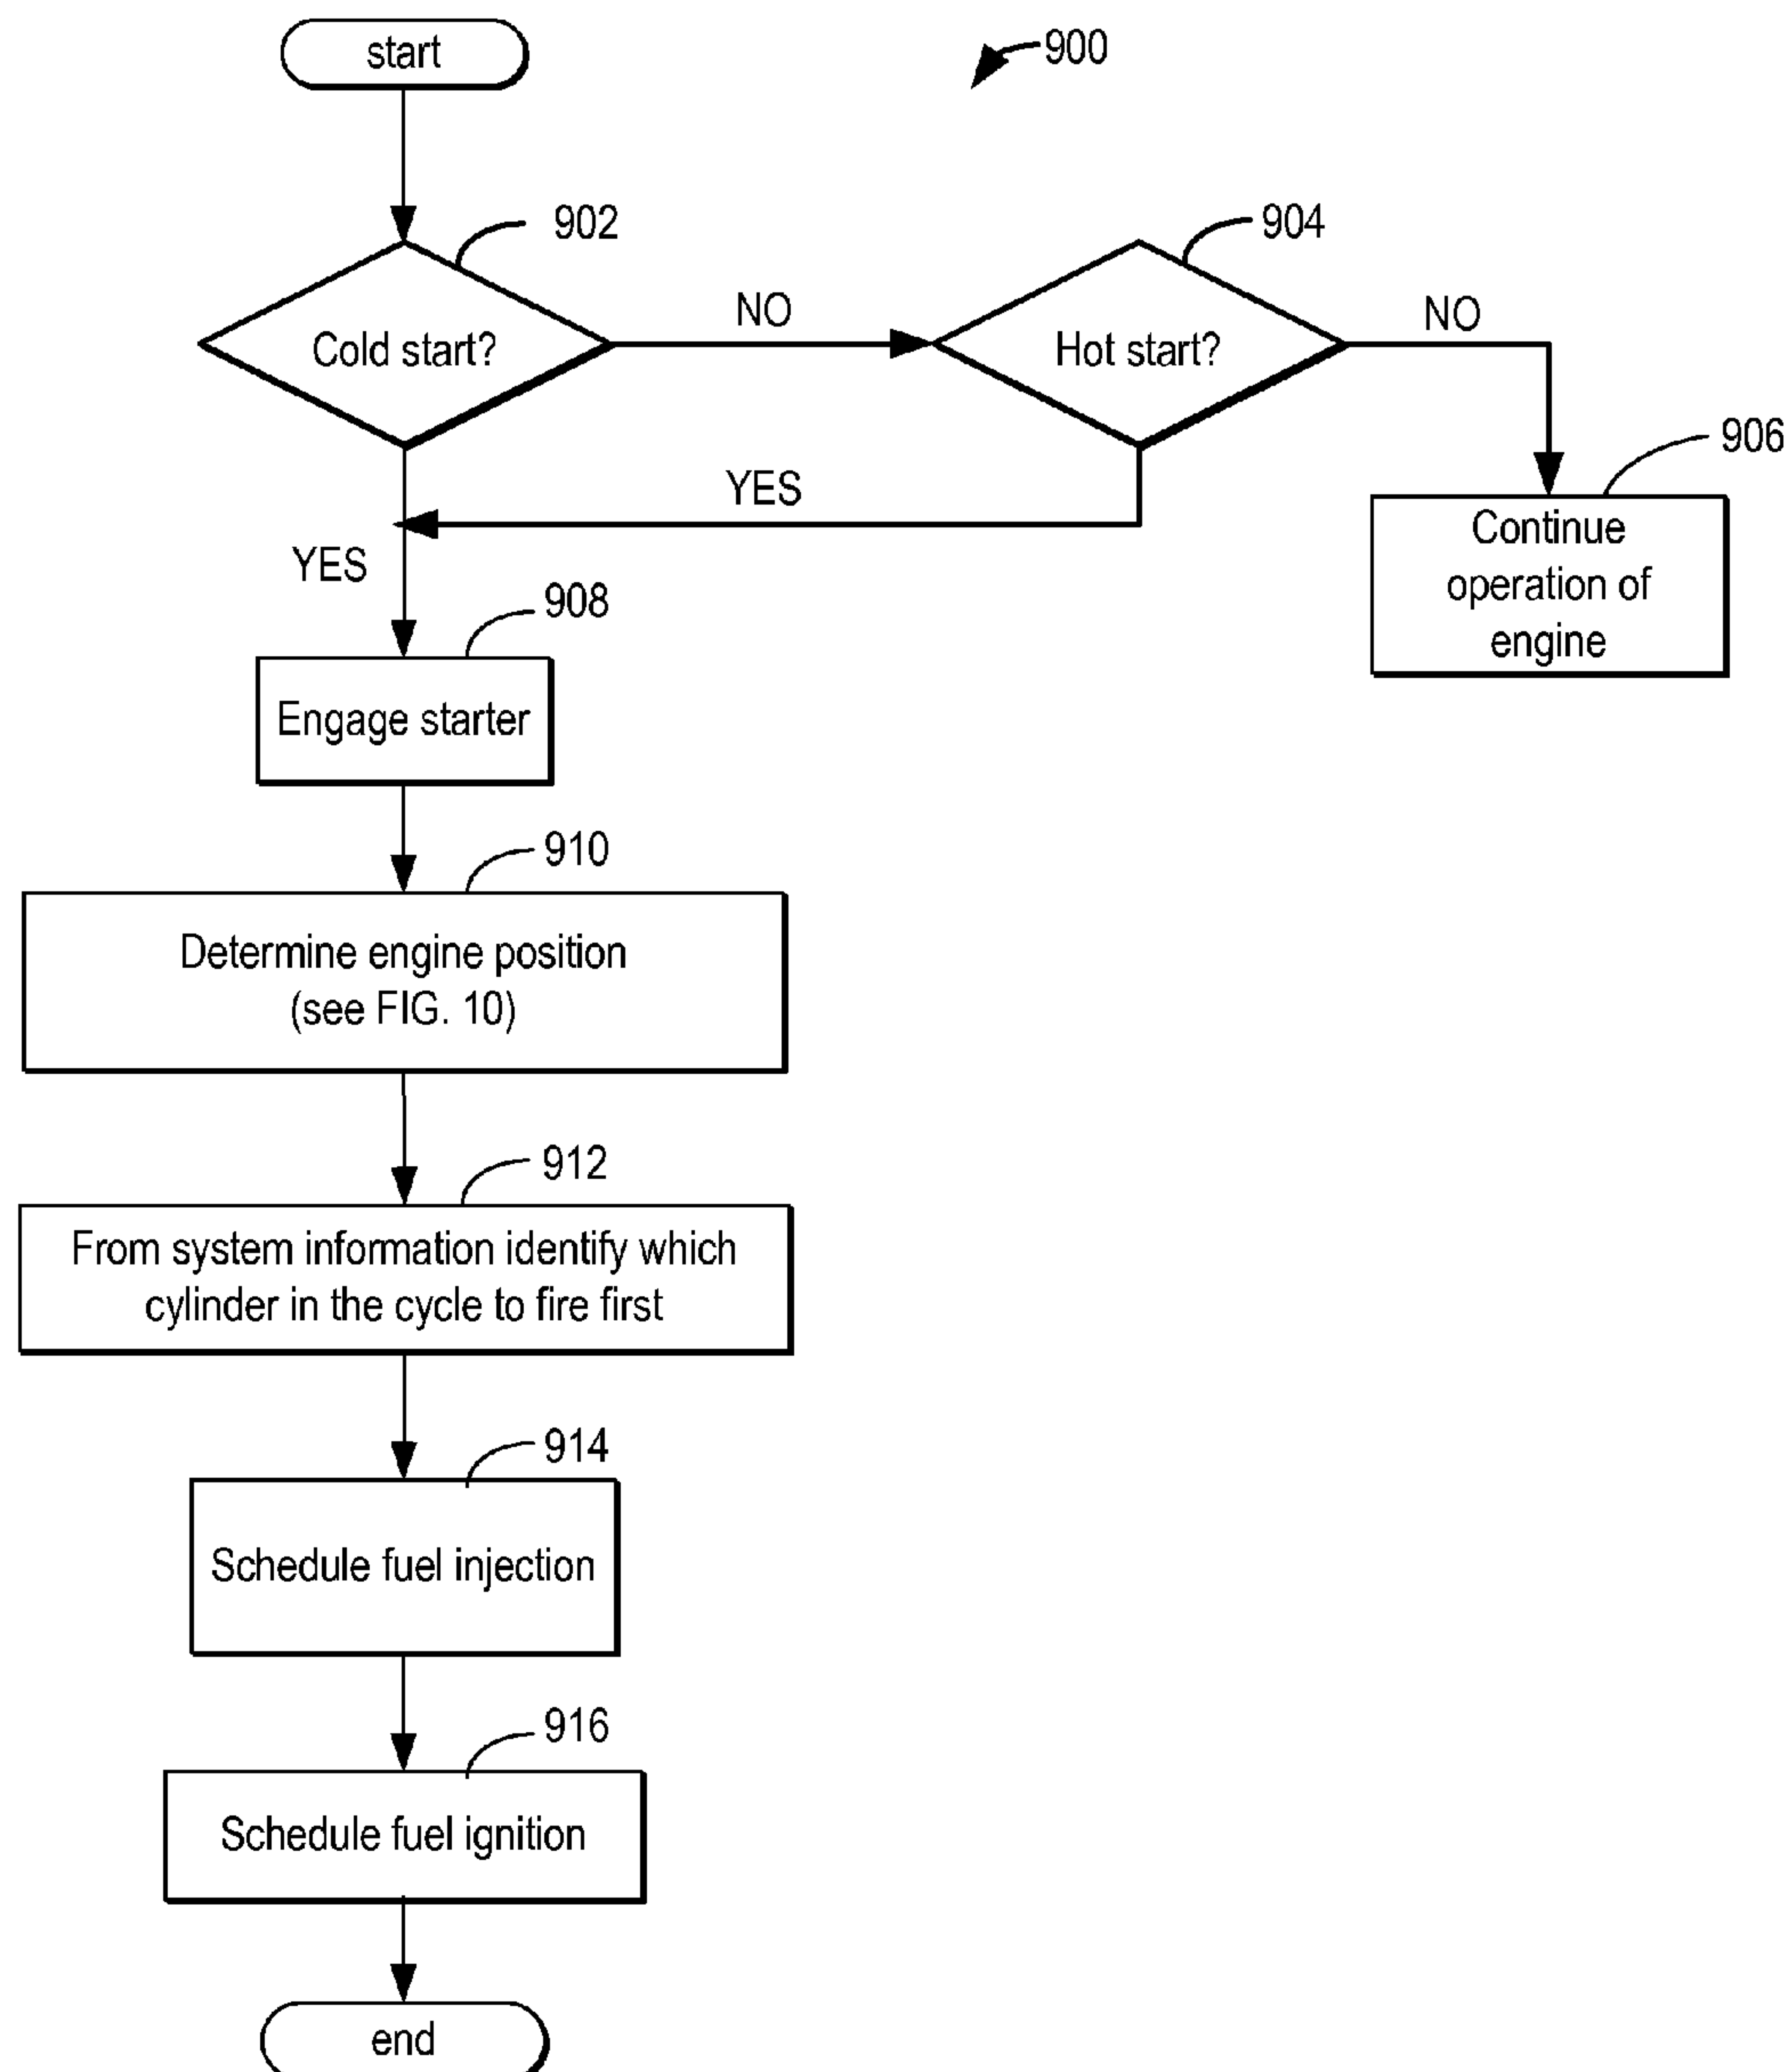 start
900
902
904
Cold start?
NO
Hot start?
NO
906
YES
YES
Continue
operation of
engine
908
Engage starter
910
Determine engine position
(see FIG. 10)
912
From system information identify which
cylinder in the cycle to fire first
914
Schedule fuel injection
916
Schedule fuel ignition
end